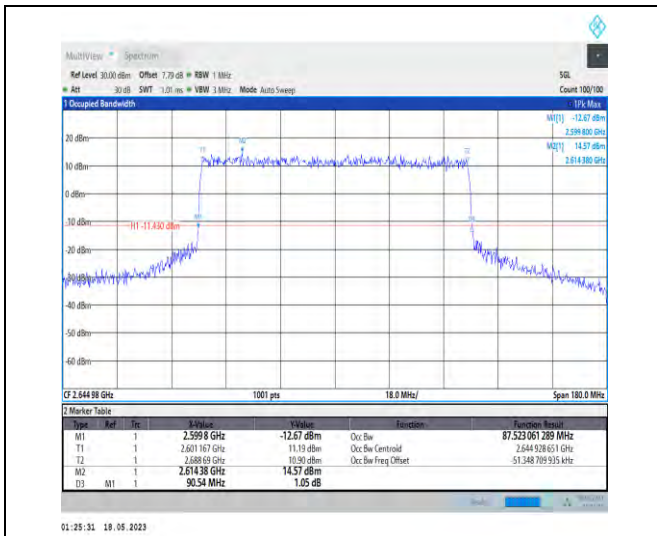 MultiView Spectrum
Ref Level 30.00 dBm Offset 7.79 dB RBW 1 MHz SGL
Att 30 dB SWT 1.01 ms VBW 3 MHz Mode Auto Sweep Count 100/100
1 Occupied Bandwidth 1Pk Max
M1[1] -12.67 dBm
2.599 800 GHz
M2[1] 14.57 dBm
2.614 380 GHz
20 dBm
M2
T1
10 dBm
0 dBm
-10 dBm
H1 -11.430 dBm
-20 dBm
-30 dBm
-40 dBm
-50 dBm
-60 dBm
CF 2.644 98 GHz 1001 pts 18.0 MHz/ Span 180.0 MHz
2 Marker Table
Type Ref Trc X-Value Y-Value Function Function Result
M1 1 2.599 8 GHz -12.67 dBm Occ Bw 87.523 061 289 MHz
T1 1 2.601 167 GHz 11.19 dBm Occ Bw Centroid 2.644 928 651 GHz
T2 1 2.688 69 GHz 10.90 dBm Occ Bw Freq Offset -51.348 709 935 kHz
M2 1 2.614 38 GHz 14.57 dBm
D3 M1 1 90.54 MHz 1.05 dB
01:25:31 18.05.2023